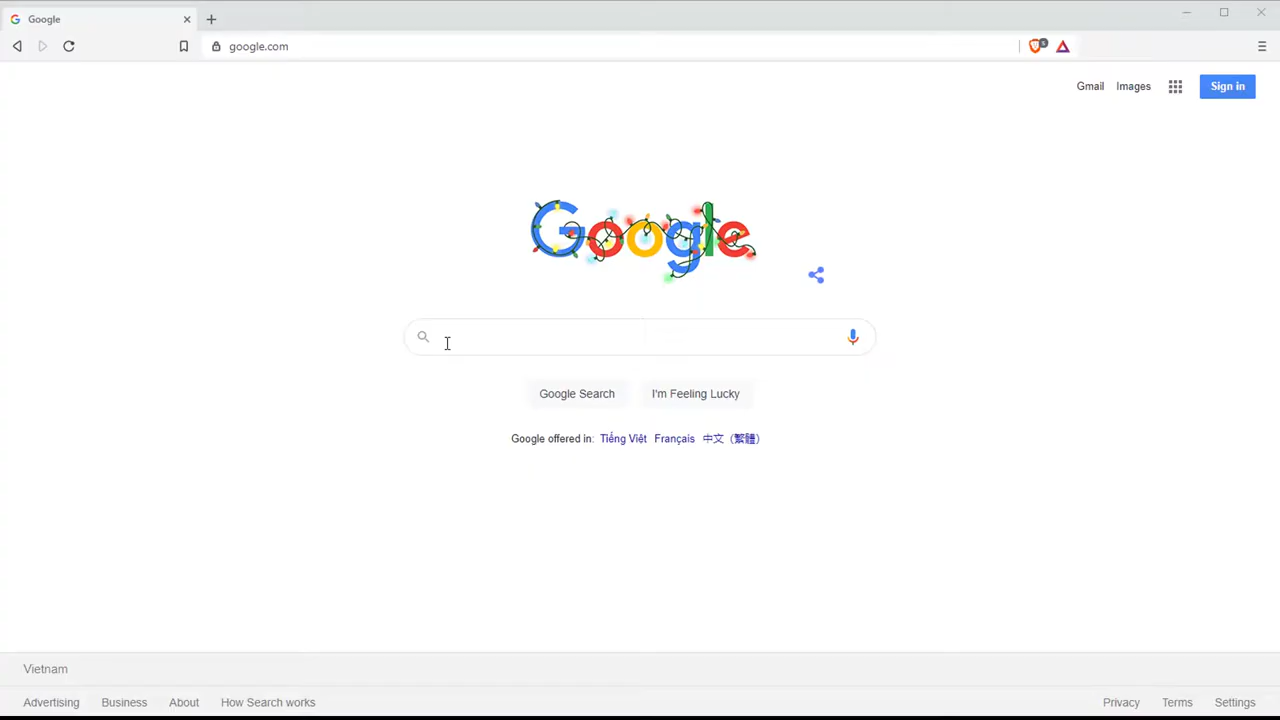 Google
google.com
Gmail Images Sign in
Google
Google Search I'm Feeling Lucky
Google offered in: Tiếng Việt Français 中文（繁體）
Vietnam
Advertising Business About How Search works Privacy Terms Settings